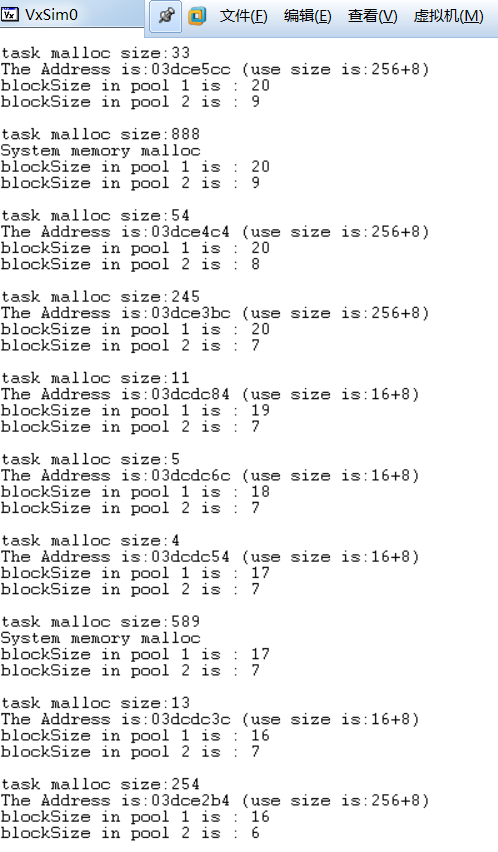 VxSim0 文件(F) 编辑(E) 查看(V) 虚拟机(M)
task malloc size:33
The Address is:03dce5cc (use size is:256+8)
blockSize in pool 1 is : 20
blockSize in pool 2 is : 9
task malloc size:888
System memory malloc
blockSize in pool 1 is : 20
blockSize in pool 2 is : 9
task malloc size:54
The Address is:03dce4c4 (use size is:256+8)
blockSize in pool 1 is : 20
blockSize in pool 2 is : 8
task malloc size:245
The Address is:03dce3bc (use size is:256+8)
blockSize in pool 1 is : 20
blockSize in pool 2 is : 7
task malloc size:11
The Address is:03dcdc84 (use size is:16+8)
blockSize in pool 1 is : 19
blockSize in pool 2 is : 7
task malloc size:5
The Address is:03dcdc6c (use size is:16+8)
blockSize in pool 1 is : 18
blockSize in pool 2 is : 7
task malloc size:4
The Address is:03dcdc54 (use size is:16+8)
blockSize in pool 1 is : 17
blockSize in pool 2 is : 7
task malloc size:589
System memory malloc
blockSize in pool 1 is : 17
blockSize in pool 2 is : 7
task malloc size:13
The Address is:03dcdc3c (use size is:16+8)
blockSize in pool 1 is : 16
blockSize in pool 2 is : 7
task malloc size:254
The Address is:03dce2b4 (use size is:256+8)
blockSize in pool 1 is : 16
blockSize in pool 2 is : 6